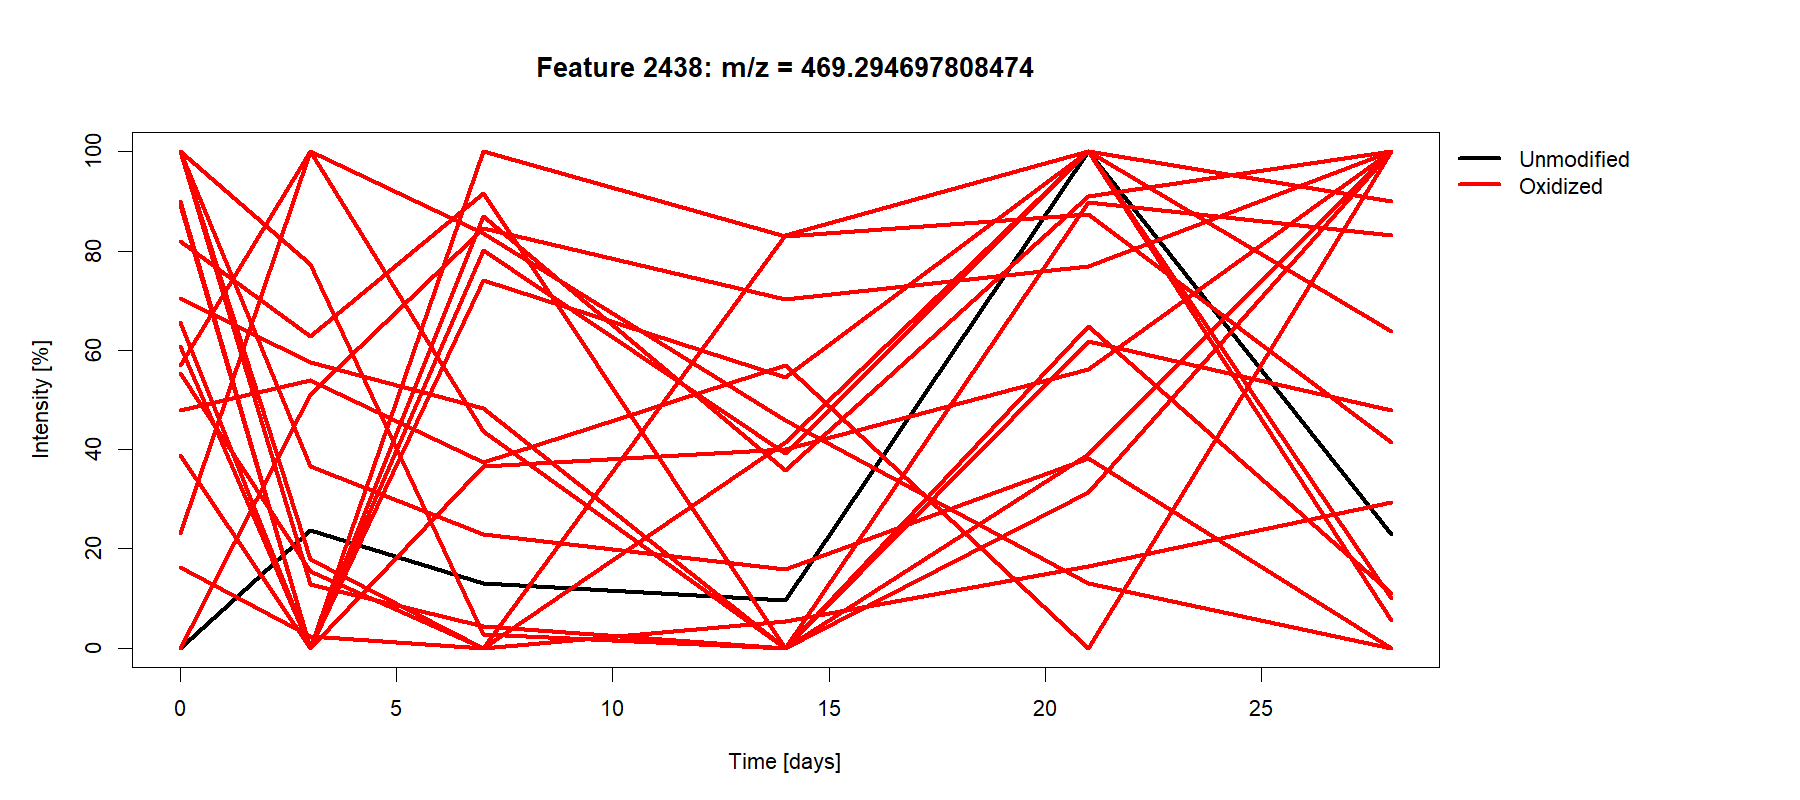 Feature 2438: m/z = 469.294697808474
Unmodified
Oxidized
Intensity [%]
100
80
60
40
20
0
0 5 10 15 20 25
Time [days]